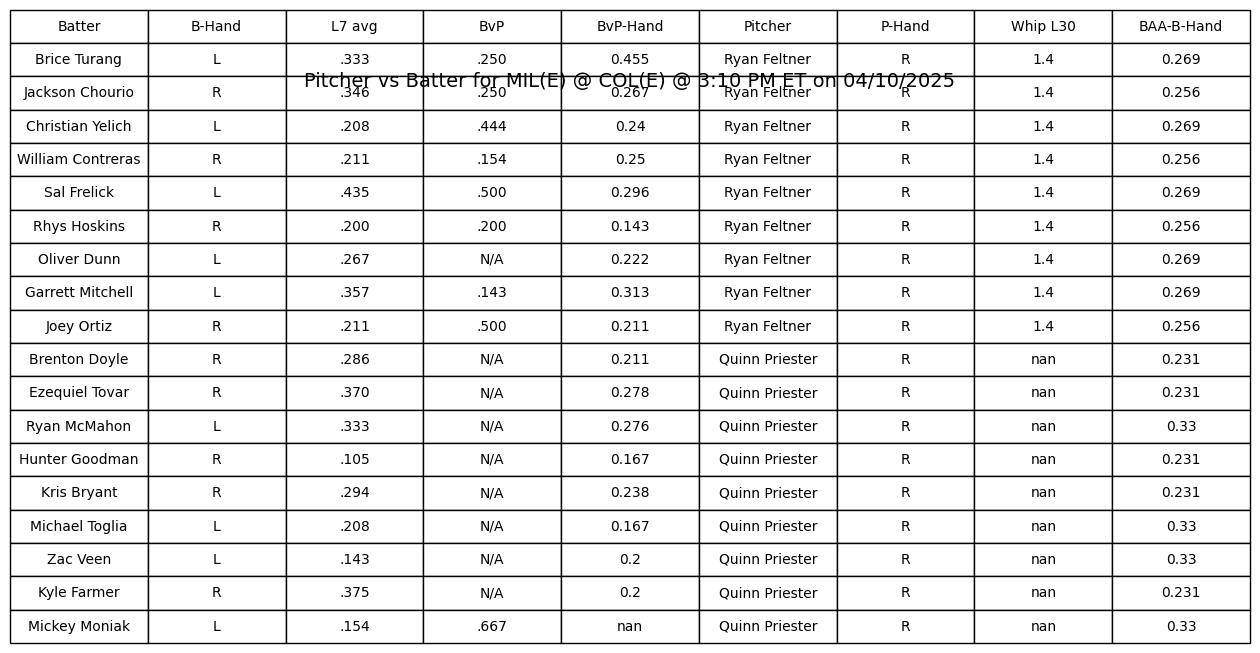 Batter B-Hand L7 avg BvP BvP-Hand Pitcher P-Hand Whip L30 BAA-B-Hand
Brice Turang L .333 .250 0.455 Ryan Feltner R 1.4 0.269
Pitcher vs Batter for MIL(E) @ COL(E) @ 3:10 PM ET on 04/10/2025
Jackson Chourio R .346 .250 0.267 Ryan Feltner R 1.4 0.256
Christian Yelich L .208 .444 0.24 Ryan Feltner R 1.4 0.269
William Contreras R .211 .154 0.25 Ryan Feltner R 1.4 0.256
Sal Frelick L .435 .500 0.296 Ryan Feltner R 1.4 0.269
Rhys Hoskins R .200 .200 0.143 Ryan Feltner R 1.4 0.256
Oliver Dunn L .267 N/A 0.222 Ryan Feltner R 1.4 0.269
Garrett Mitchell L .357 .143 0.313 Ryan Feltner R 1.4 0.269
Joey Ortiz R .211 .500 0.211 Ryan Feltner R 1.4 0.256
Brenton Doyle R .286 N/A 0.211 Quinn Priester R nan 0.231
Ezequiel Tovar R .370 N/A 0.278 Quinn Priester R nan 0.231
Ryan McMahon L .333 N/A 0.276 Quinn Priester R nan 0.33
Hunter Goodman R .105 N/A 0.167 Quinn Priester R nan 0.231
Kris Bryant R .294 N/A 0.238 Quinn Priester R nan 0.231
Michael Toglia L .208 N/A 0.167 Quinn Priester R nan 0.33
Zac Veen L .143 N/A 0.2 Quinn Priester R nan 0.33
Kyle Farmer R .375 N/A 0.2 Quinn Priester R nan 0.231
Mickey Moniak L .154 .667 nan Quinn Priester R nan 0.33